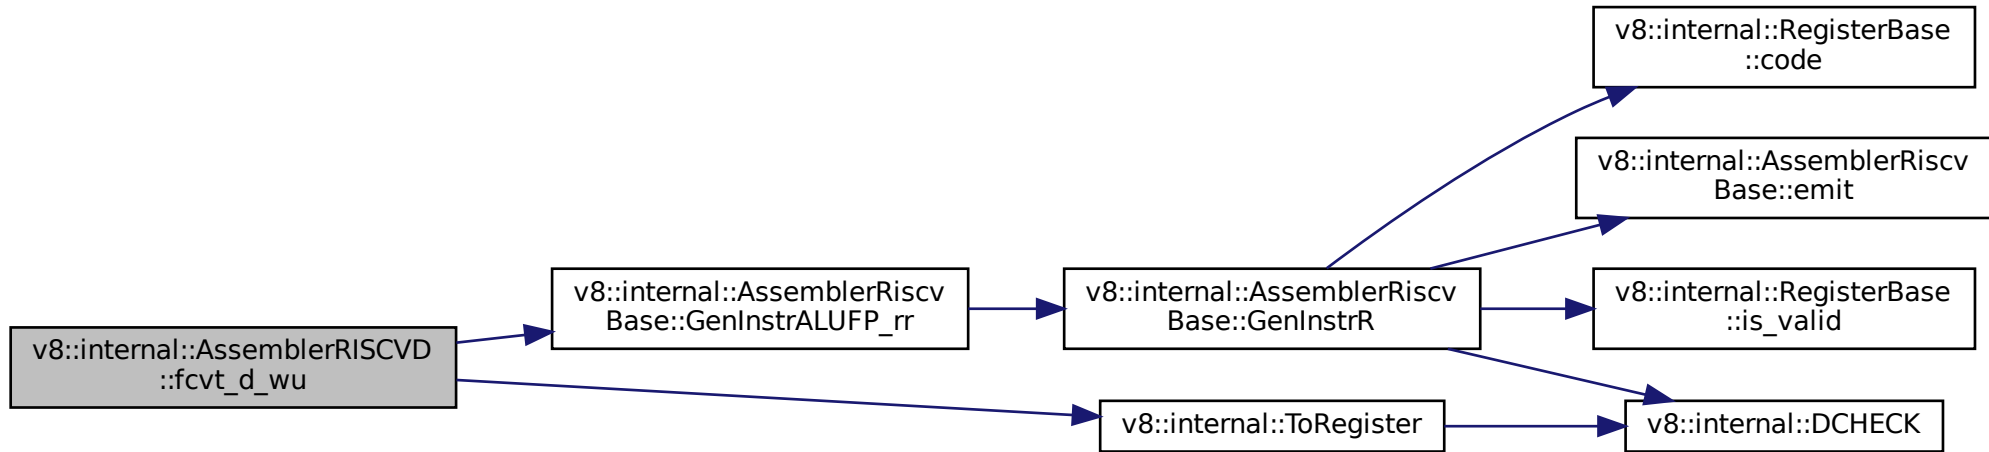 v8::internal::RegisterBase
::code
v8::internal::AssemblerRiscv
Base::emit
v8::internal::AssemblerRiscv
Base::GenInstrALUFP_rr
v8::internal::AssemblerRiscv
Base::GenInstrR
v8::internal::RegisterBase
::is_valid
v8::internal::AssemblerRISCVD
::fcvt_d_wu
v8::internal::ToRegister
v8::internal::DCHECK